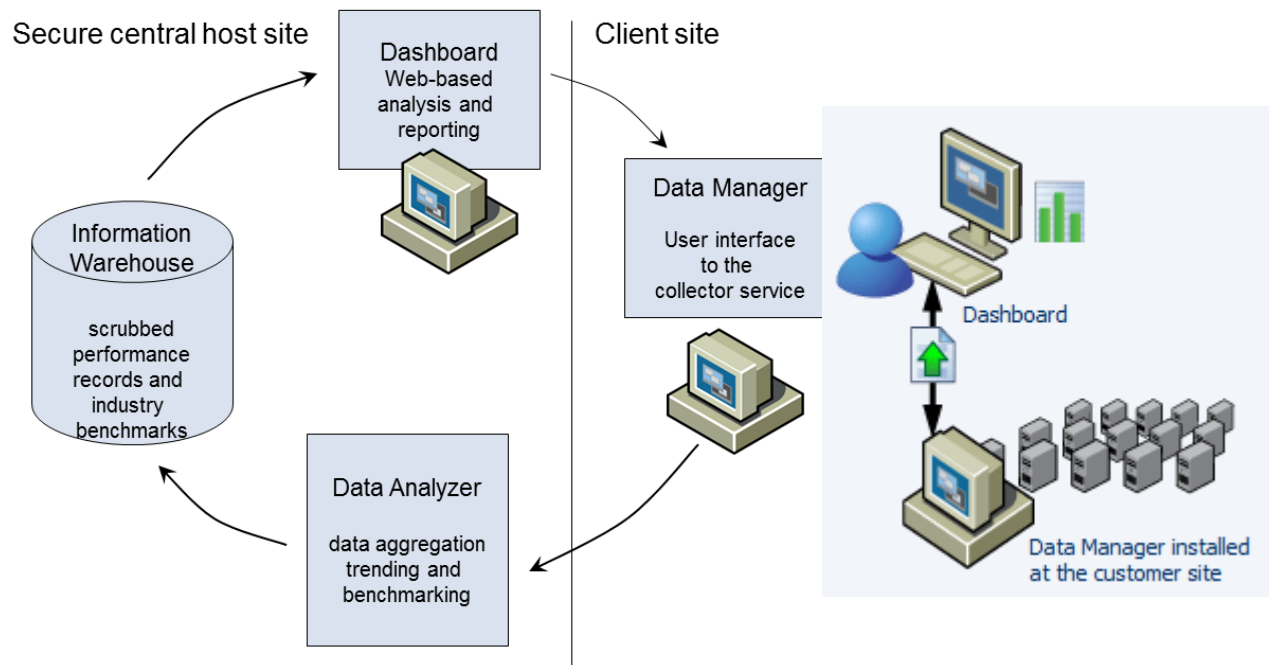 Secure central host site
Client site
Dashboard
Web-based
analysis and
reporting
Data Manager
User interface
to the
collector service
Information
Warehouse
scrubbed
performance
records and
industry
benchmarks
Data Analyzer
data aggregation
trending and
benchmarking
Dashboard
Data Manager installed
at the customer site